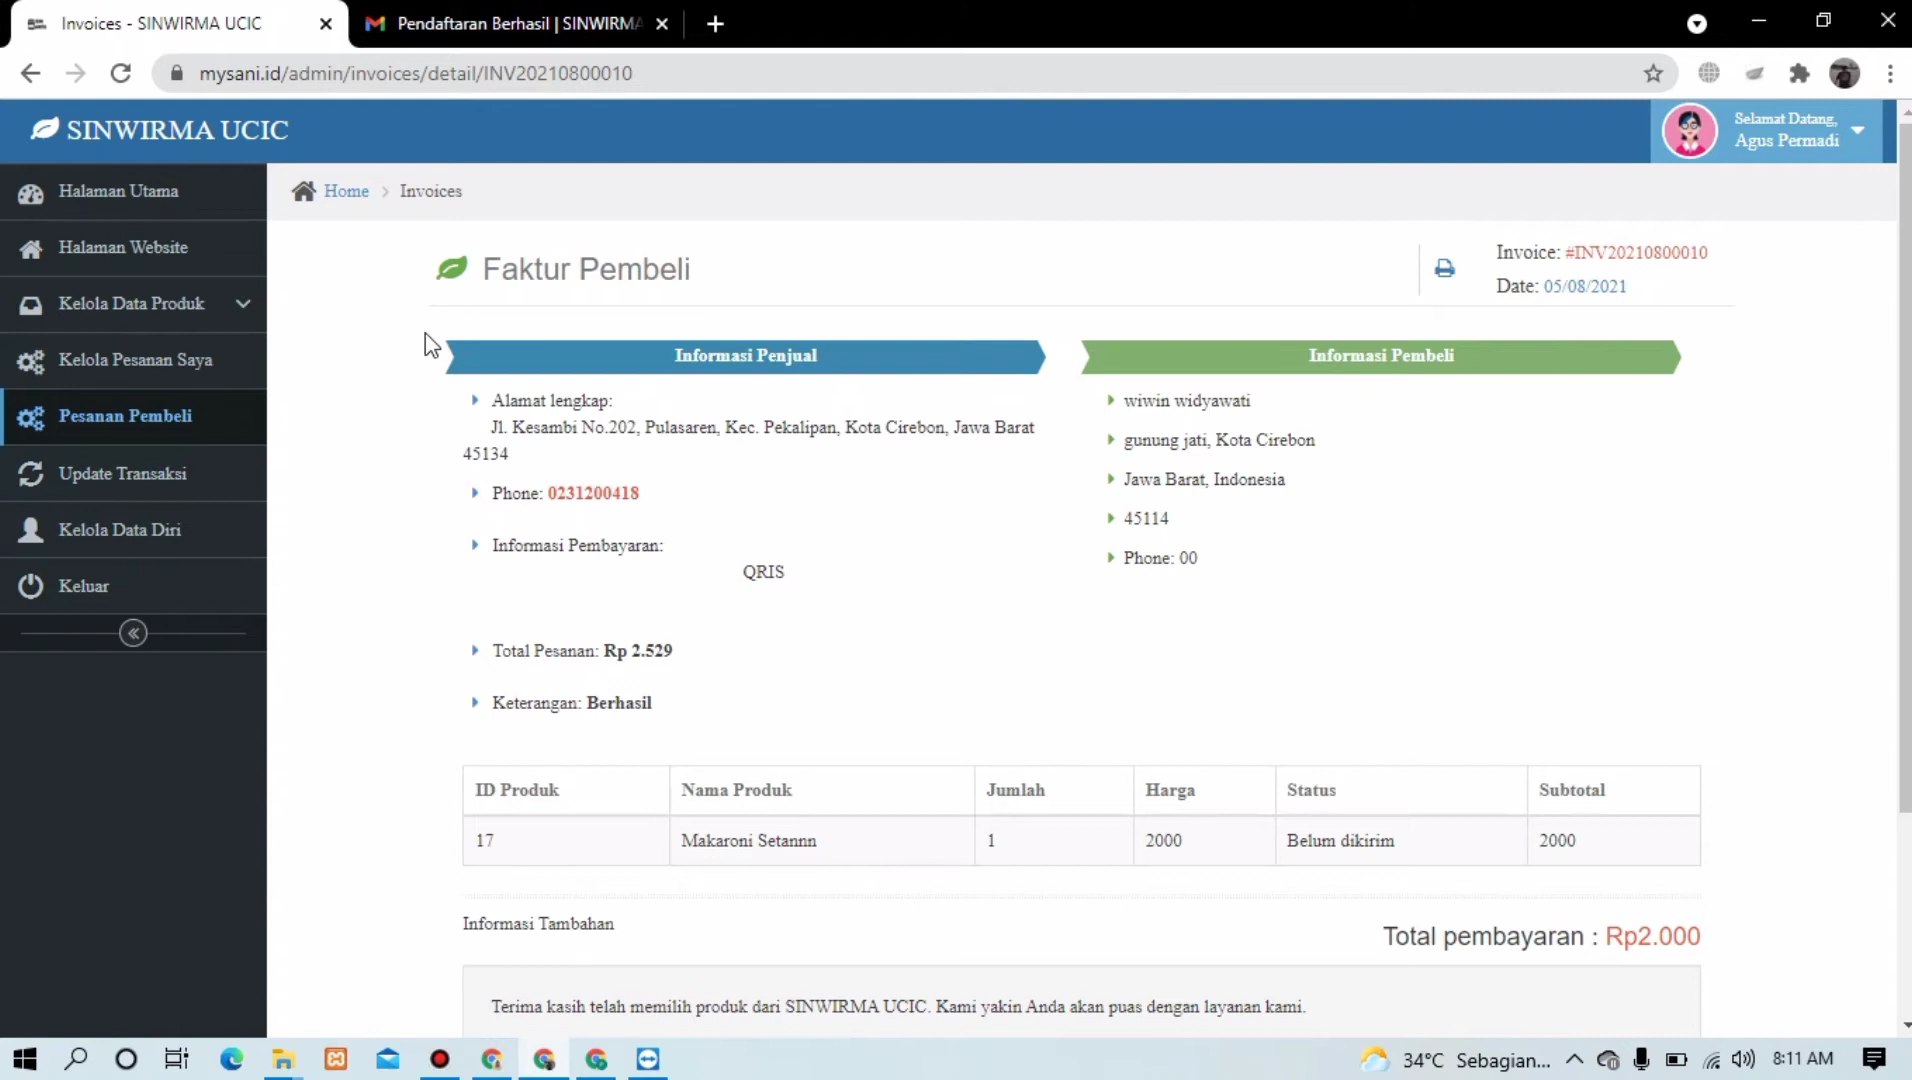 Invoices - SINWIRMA UCIC
Pendaftaran Berhasil | SINWIRMA
mysani.id/admin/invoices/detail/INV20210800010
SINWIRMA UCIC
Selamat Datang,
Agus Permadi
Halaman Utama
Halaman Website
Kelola Data Produk
Kelola Pesanan Saya
Pesanan Pembeli
Update Transaksi
Kelola Data Diri
Keluar
Home > Invoices
Faktur Pembeli
Invoice: #INV20210800010
Date: 05/08/2021
Informasi Penjual
Alamat lengkap:
Jl. Kesambi No.202, Pulasaren, Kec. Pekalipan, Kota Cirebon, Jawa Barat
45134
Phone: 0231200418
Informasi Pembayaran:
QRIS
Total Pesanan: Rp 2.529
Keterangan: Berhasil
Informasi Pembeli
wiwin widyawati
gunung jati, Kota Cirebon
Jawa Barat, Indonesia
45114
Phone: 00
ID Produk Nama Produk Jumlah Harga Status Subtotal
17 Makaroni Setannn 1 2000 Belum dikirim 2000
Informasi Tambahan
Total pembayaran : Rp2.000
Terima kasih telah memilih produk dari SINWIRMA UCIC. Kami yakin Anda akan puas dengan layanan kami.
34°C Sebagian... 8:11 AM